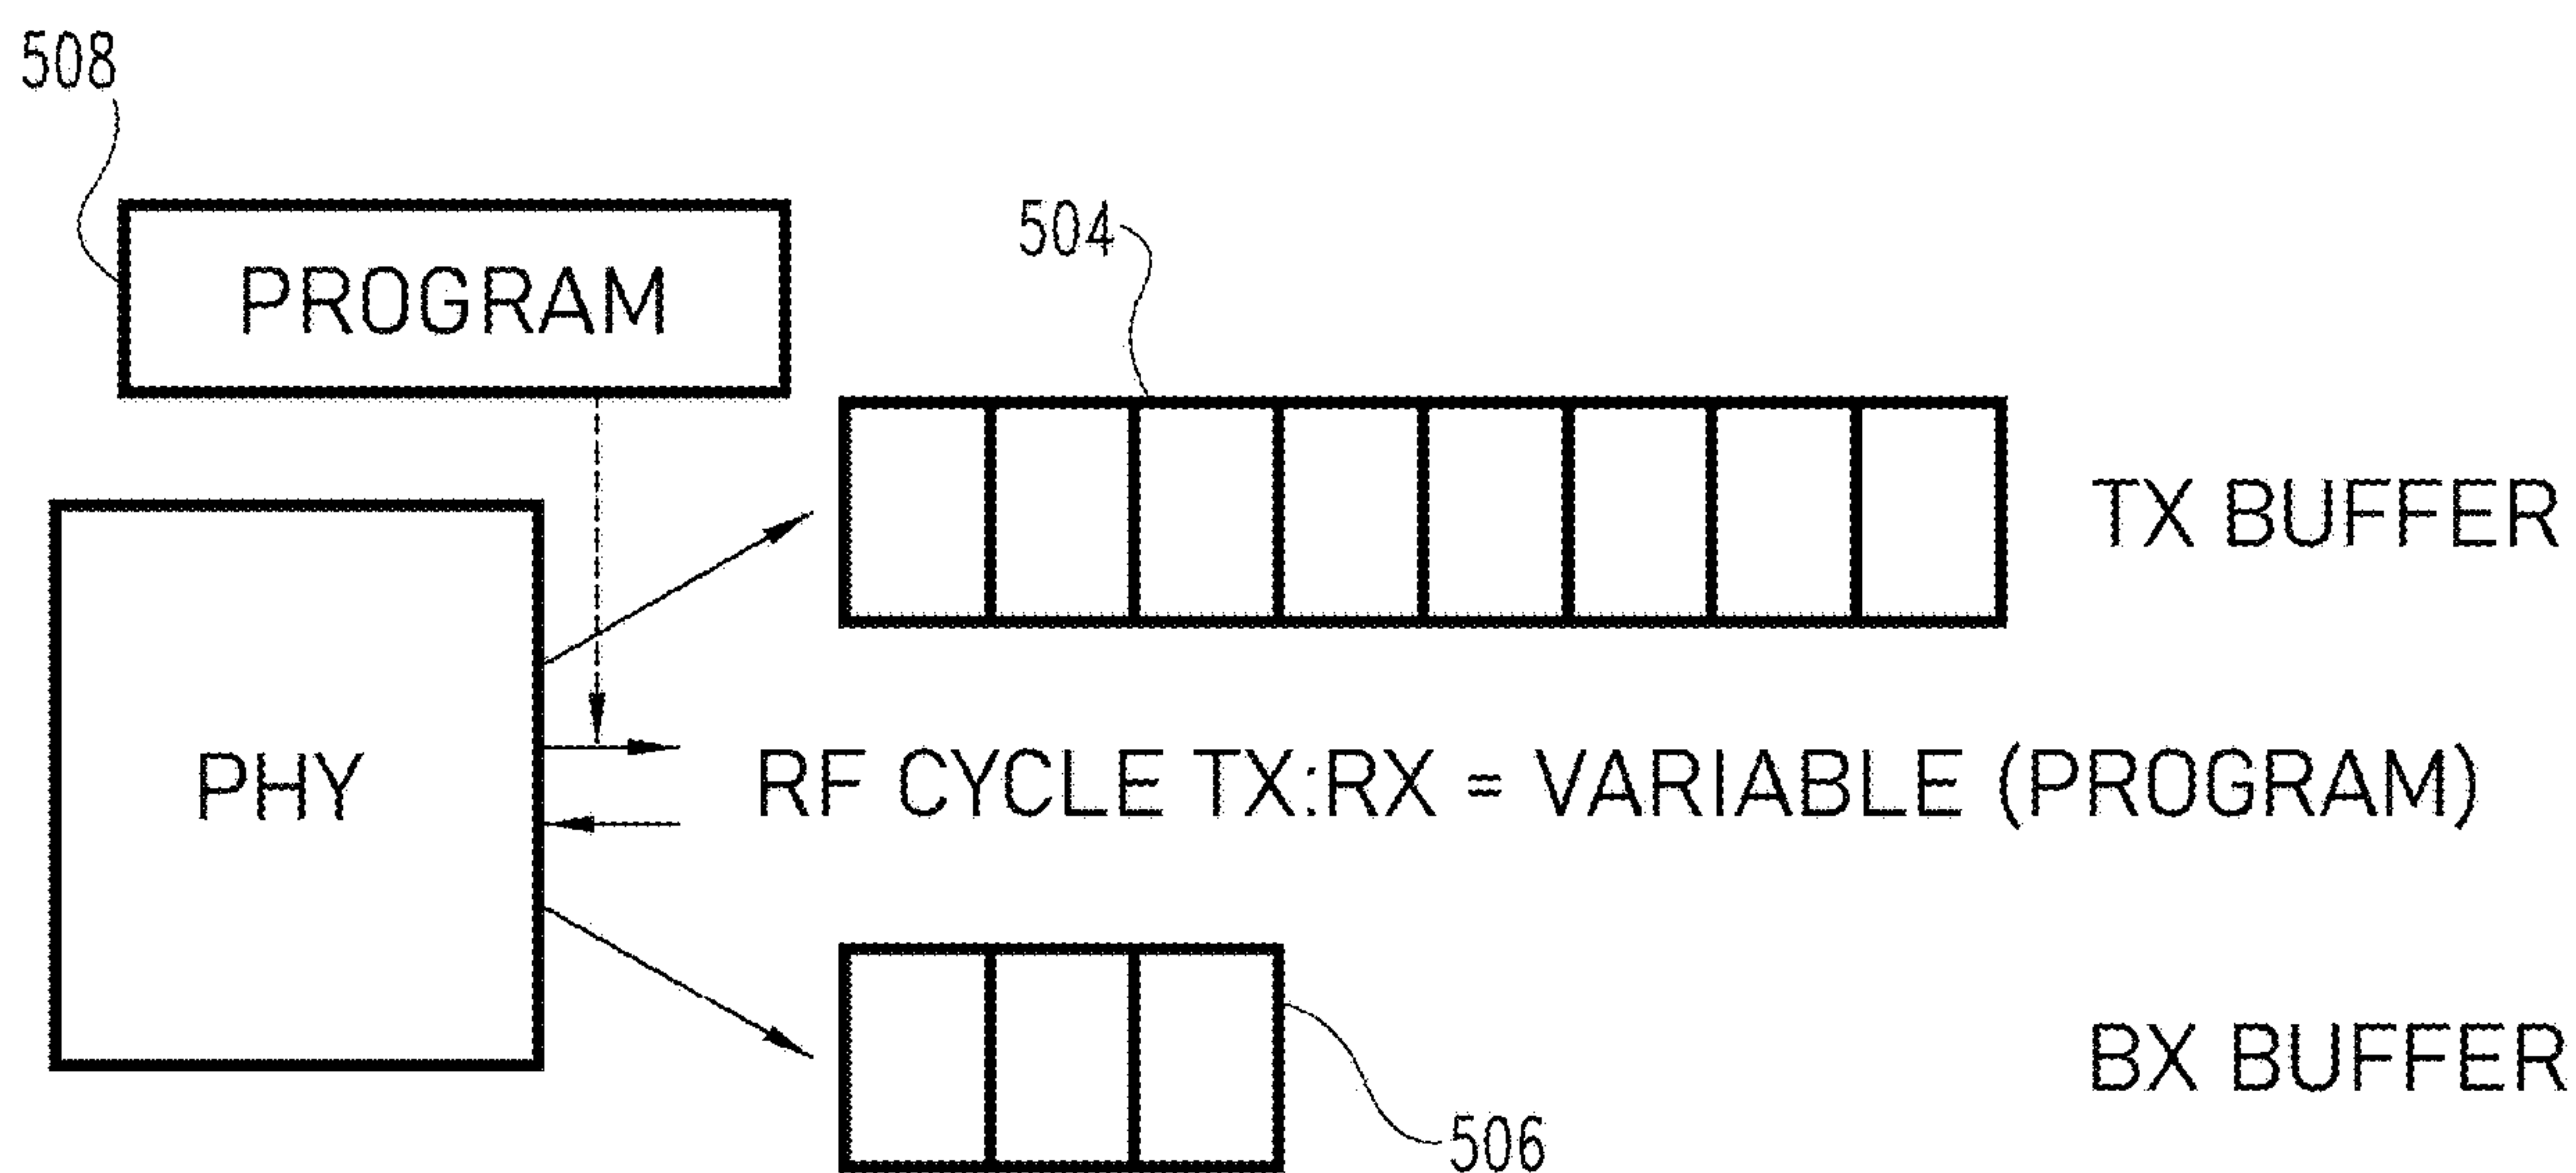 508
PROGRAM
504
TX BUFFER
PHY
RF CYCLE TX:RX = VARIABLE (PROGRAM)
BX BUFFER
506